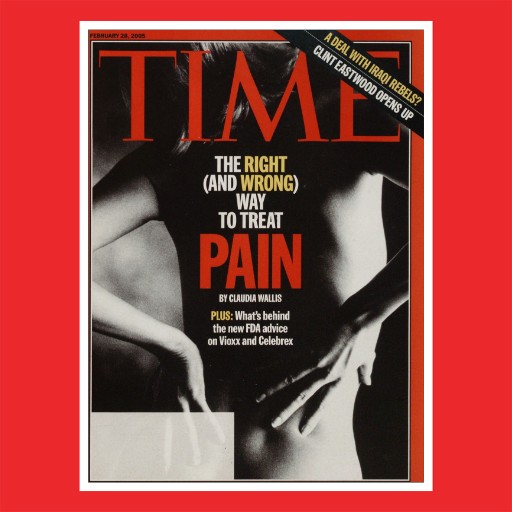 FEBRUARY 28, 2005
TIME
A DEAL WITH IRAQI REBELS?
CLINT EASTWOOD OPENS UP
THE RIGHT
(AND WRONG)
WAY
TO TREAT
PAIN
BY CLAUDIA WALLIS
PLUS: What's behind
the new FDA advice
on Vioxx and Celebrex